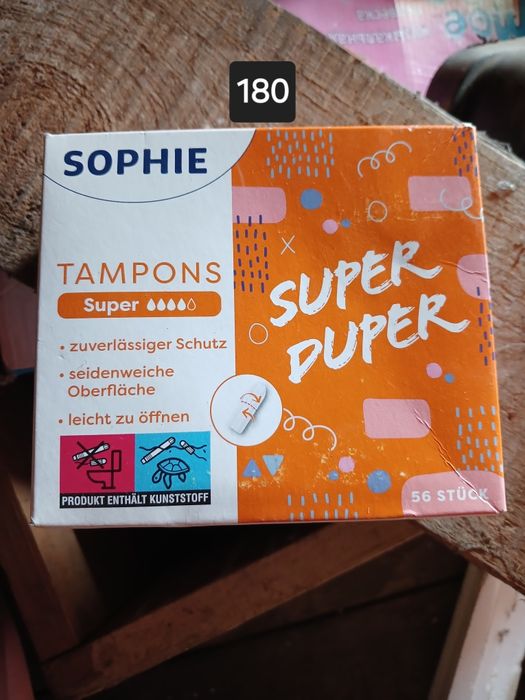 180
SOPHIE
TAMPONS
Super
• zuverlässiger Schutz
• seidenweiche
Oberfläche
• leicht zu öffnen
PRODUKT ENTHÄLT KUNSTSTOFF
SUPER
DUPER
56 STÜCK